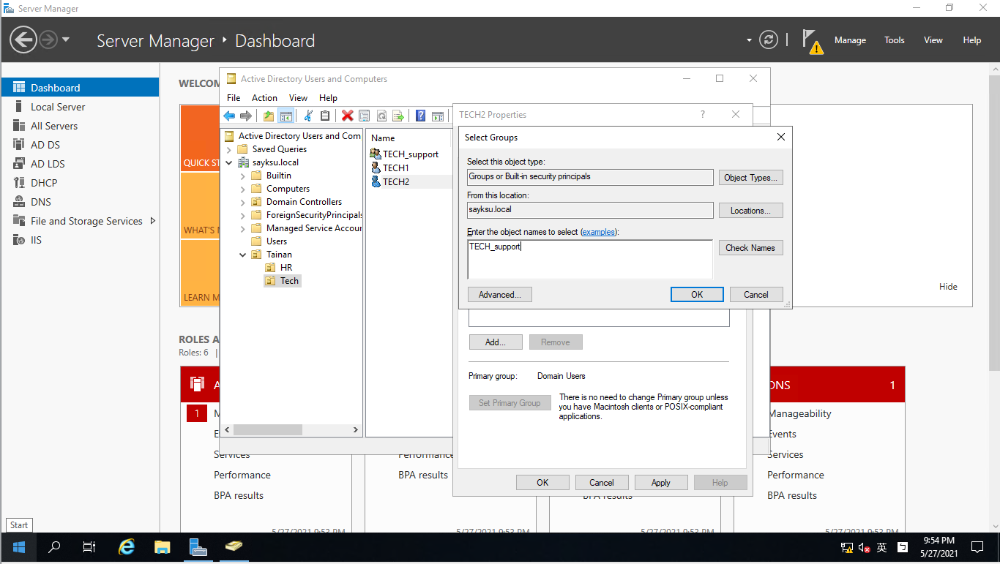 Server Manager
Server Manager
Dashboard
Manage
Tools
View
Help
Dashboard
Local Server
All Servers
AD DS
AD LDS
DHCP
DNS
File and Storage Services
IIS
WELCOM
QUICK ST
WHAT'S N
LEARN M
Hide
ROLES A
Roles: 6
A
1
M
E
Services
Performance
BPA results
5/27/2021 9:53 PM
Performance
BPA results
5/27/2021 9:53 PM
BPA results
5/27/2021 9:53 PM
DNS
1
Manageability
Events
Services
Performance
BPA results
5/27/2021 9:53 PM
Active Directory Users and Computers
File
Action
View
Help
Active Directory Users and Com
Saved Queries
sayksu.local
Builtin
Computers
Domain Controllers
ForeignSecurityPrincipals
Managed Service Accour
Users
Tainan
HR
Tech
Name
TECH_support
TECH1
TECH2
TECH2 Properties
?
Select Groups
Select this object type:
Groups or Built-in security principals
Object Types...
From this location:
sayksu.local
Locations...
Enter the object names to select (examples):
TECH_support
Check Names
Advanced...
OK
Cancel
Add...
Remove
Primary group:
Domain Users
Set Primary Group
There is no need to change Primary group unless
you have Macintosh clients or POSIX-compliant
applications.
OK
Cancel
Apply
Help
Start
英
ㄅ
9:54 PM
5/27/2021